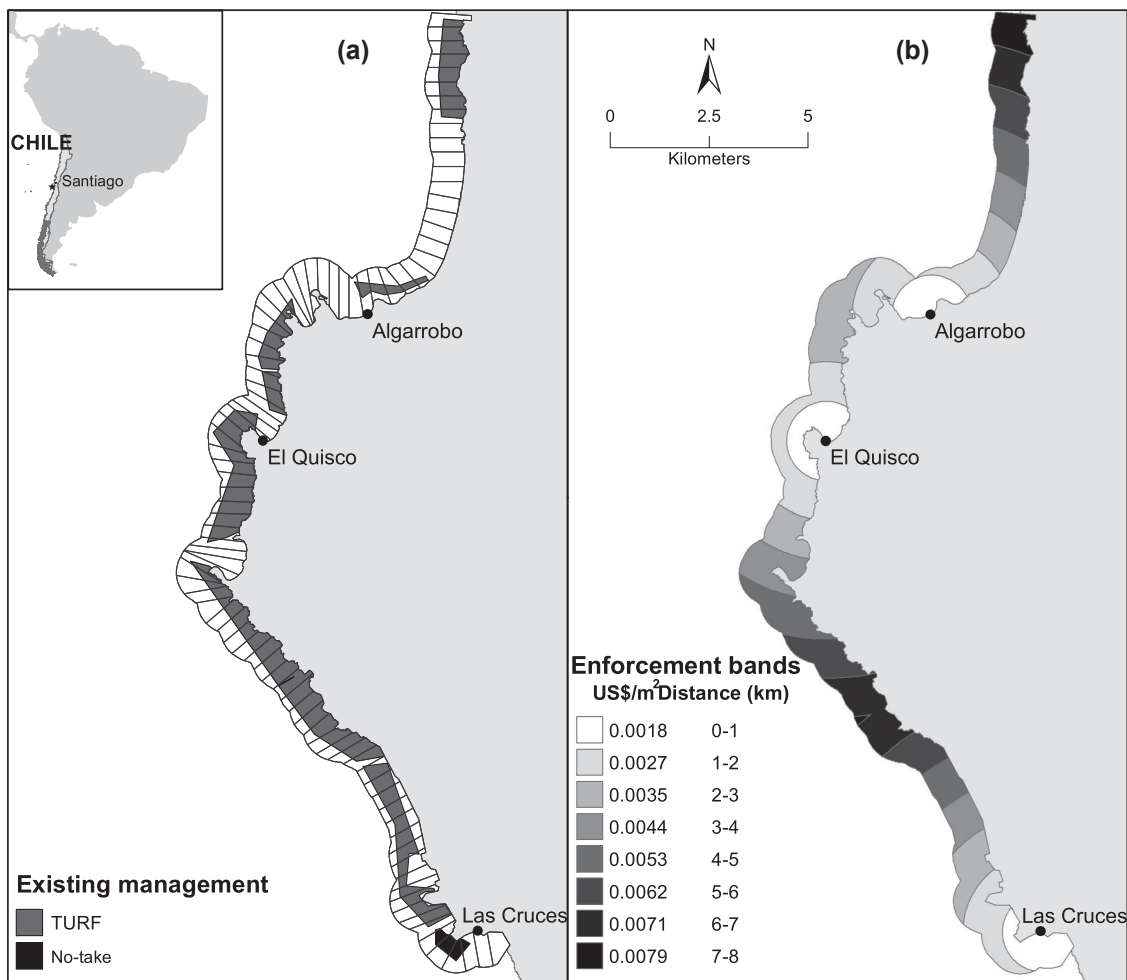 (a)
CHILE
Santiago
Algarrobo
El Quisco
Las Cruces
Existing management
TURF
No-take
(b)
N
0 2.5 5
Kilometers
Algarrobo
El Quisco
Las Cruces
Enforcement bands
US$/m² Distance (km)
0.0018 0-1
0.0027 1-2
0.0035 2-3
0.0044 3-4
0.0053 4-5
0.0062 5-6
0.0071 6-7
0.0079 7-8